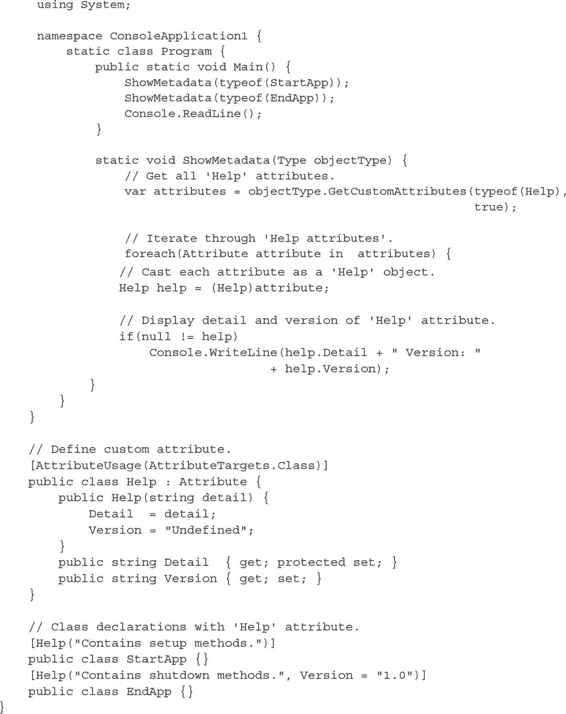 using System;
namespace ConsoleApplication1 {
static class Program {
public static void Main() {
ShowMetadata(typeof(StartApp));
ShowMetadata(typeof(EndApp));
Console.ReadLine();
}
static void ShowMetadata(Type objectType) {
// Get all 'Help' attributes.
var attributes = objectType.GetCustomAttributes(typeof(Help),
true);
// Iterate through 'Help attributes'.
foreach(Attribute attribute in attributes) {
// Cast each attribute as a 'Help' object.
Help help = (Help)attribute;
// Display detail and version of 'Help' attribute.
if(null != help)
Console.WriteLine(help.Detail + " Version: "
+ help.Version);
}
}
}
// Define custom attribute.
[AttributeUsage(AttributeTargets.Class)]
public class Help : Attribute {
public Help(string detail) {
Detail = detail;
Version = "Undefined";
}
public string Detail { get; protected set; }
public string Version { get; set; }
}
// Class declarations with 'Help' attribute.
[Help("Contains setup methods.")]
public class StartApp {}
[Help("Contains shutdown methods.", Version = "1.0")]
public class EndApp {}
}